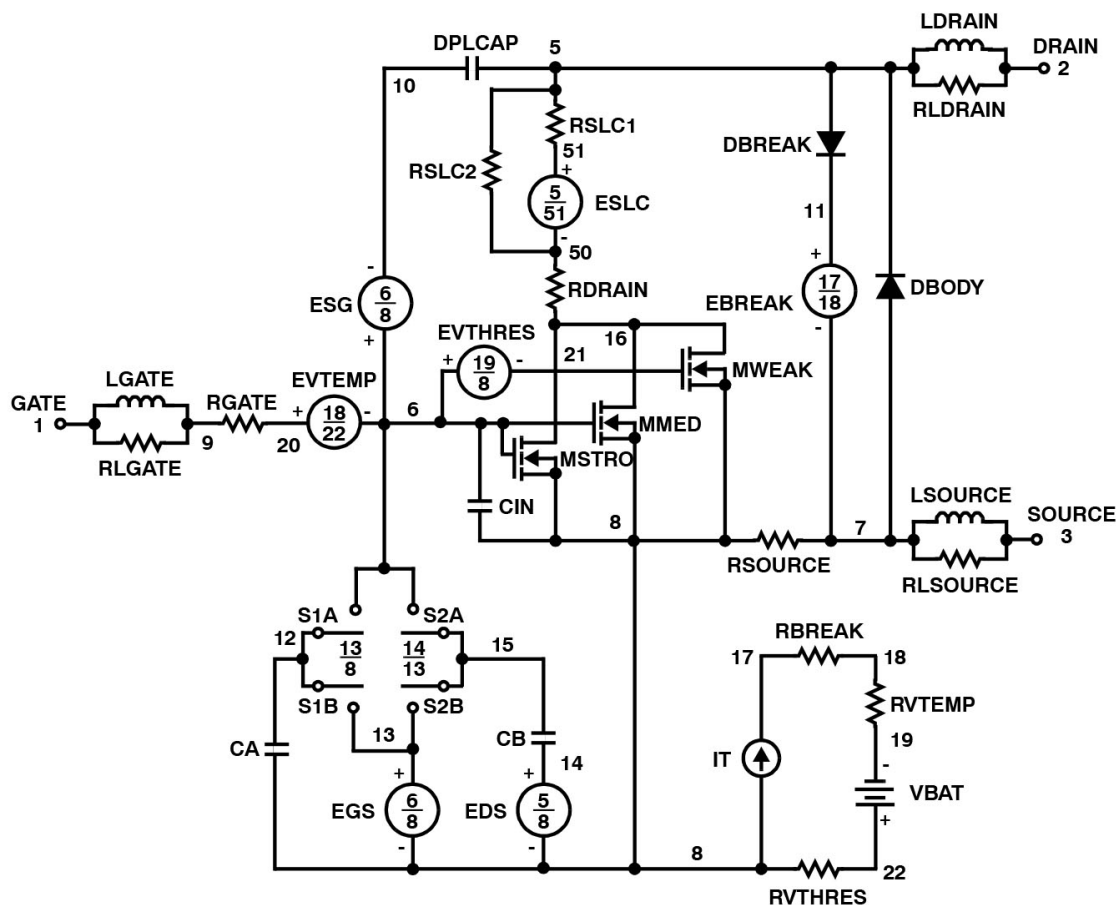 LDRAIN
DPLCAP
5
DRAIN
2
10
RLDRAIN
RSLC1
51
DBREAK
RSLC2
+
5
51
ESLC
11
-
50
-
+
RDRAIN
17
18
EBREAK
DBODY
ESG
6
8
EVTHRES
16
-
+
+
19
8
-
21
MWEAK
LGATE
EVTEMP
GATE
1
RGATE
+
18
22
-
6
MMED
9
20
RLGATE
MSTRO
LSOURCE
CIN
8
7
SOURCE
3
RSOURCE
RLSOURCE
S1A
S2A
12
13
8
14
13
15
RBREAK
17
18
S1B
S2B
RVTEMP
13
CB
19
CA
14
IT
-
+
+
VBAT
EGS
6
8
EDS
5
8
+
-
-
8
22
RVTHRES